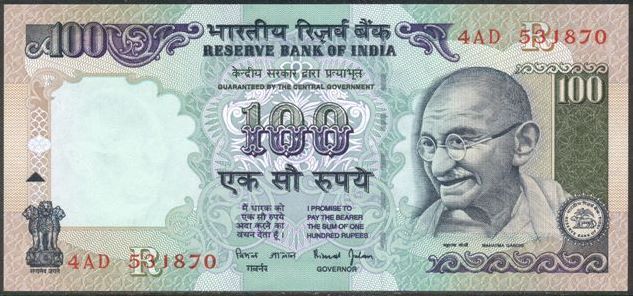 100
भारतीय रिज़र्व बैंक
RESERVE BANK OF INDIA
R
4AD 531870
केन्द्रीय सरकार द्वारा प्रत्याभूत
GUARANTEED BY THE CENTRAL GOVERNMENT
100
100
एक सौ रुपये
मैं धारक को
एक सौ रुपये
अदा करने का
वचन देता हूँ।
I PROMISE TO
PAY THE BEARER
THE SUM OF ONE
HUNDRED RUPEES
महात्मा गांधी MAHATMA GANDHI
सत्यमेव जयते
R
4AD 531870
बिमल जालान
Bimal Jalan
गवर्नर GOVERNOR